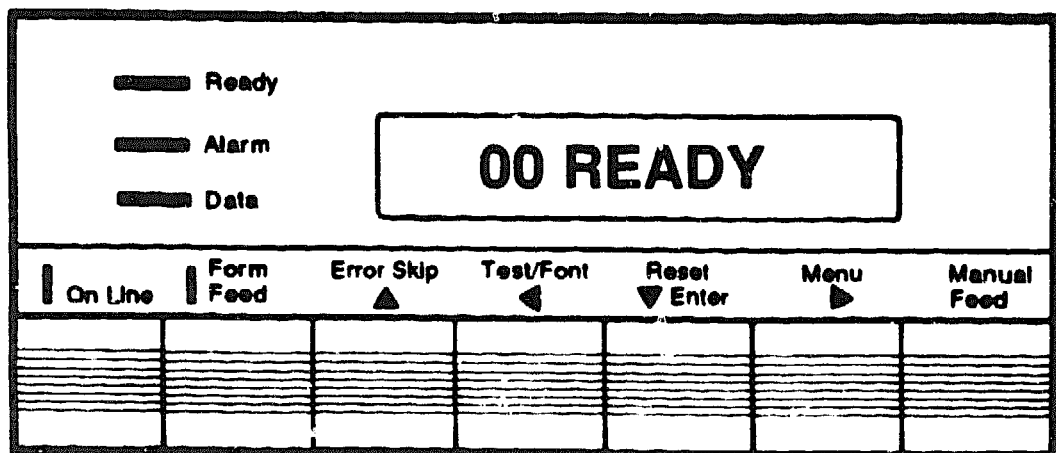 Ready
Alarm
Data
00 READY
On Line
Form Feed
Error Skip
Test/Font
Reset Enter
Menu
Manual Feed